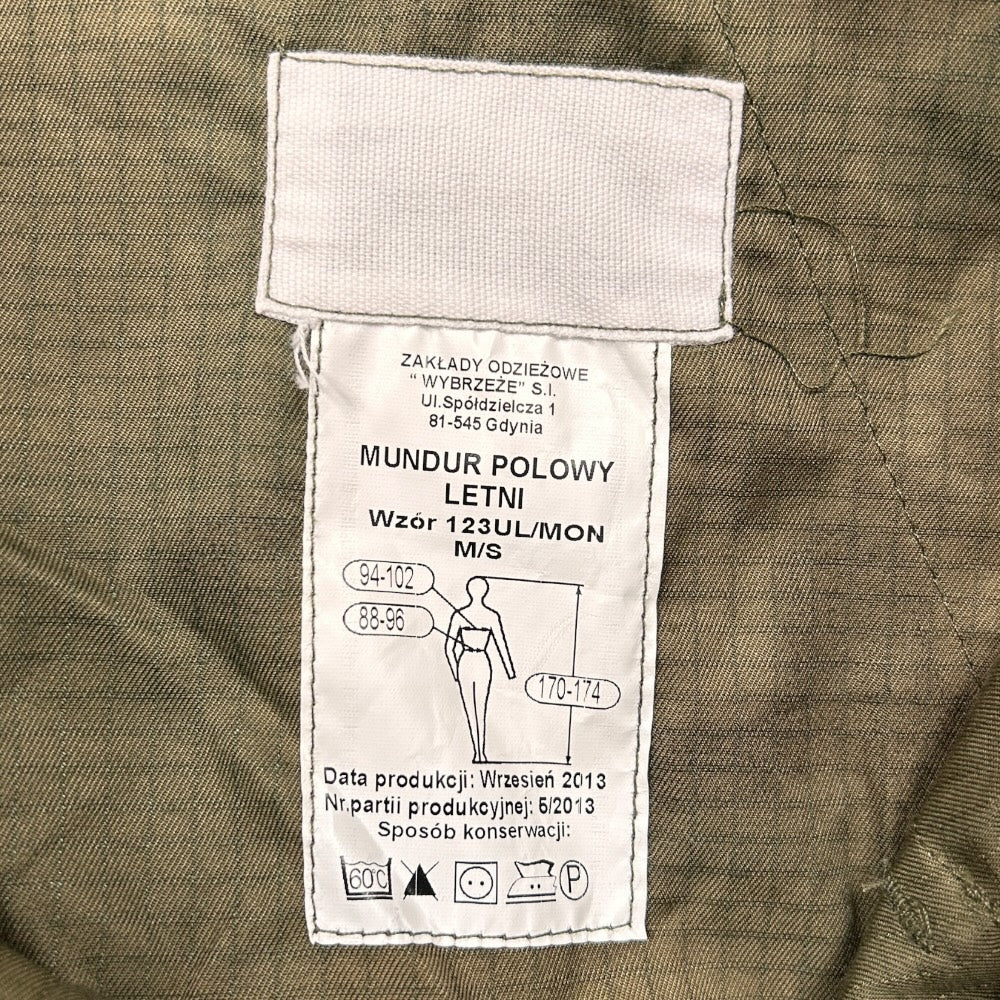 ZAKŁADY ODZIEŻOWE
“ WYBRZEŻE” S.I.
Ul.Spółdzielcza 1
81-545 Gdynia
MUNDUR POLOWY
LETNI
Wzór 123UL/MON
M/S
94-102
88-96
170-174
Data produkcji: Wrzesień 2013
Nr.partii produkcyjnej: 5/2013
Sposób konserwacji:
60°C P